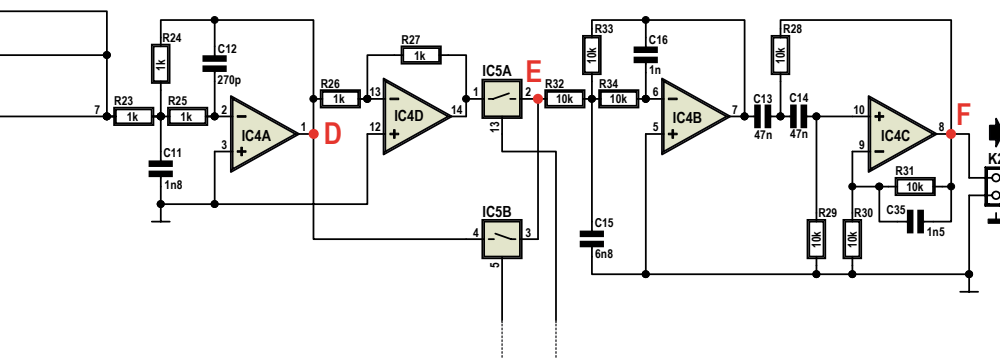 R24
1k
C12
270p
7
R23
1k
R25
1k
2
−
IC4A
1
3
+
D
C11
1n8
R27
1k
R26
1k
13
−
IC4D
14
12
+
IC5A
1
2
13
E
IC5B
4
3
5
R32
10k
R33
10k
R34
10k
C16
1n
6
−
IC4B
7
5
+
C15
6n8
C13
47n
C14
47n
R28
10k
10
+
IC4C
8
9
−
F
R31
10k
C35
1n5
R29
10k
R30
10k
K2